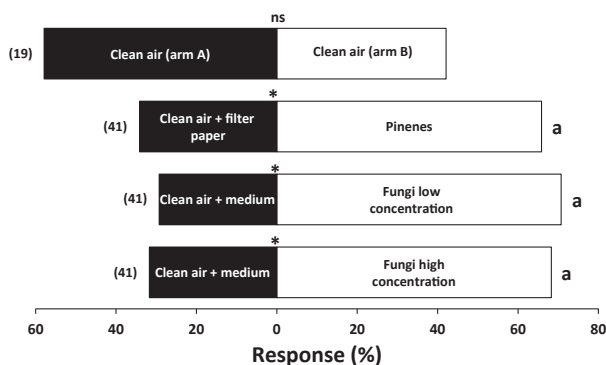 ns
(19) Clean air (arm A) Clean air (arm B)
*
(41) Clean air + filter
paper Pinenes a
*
(41) Clean air + medium Fungi low
concentration a
*
(41) Clean air + medium Fungi high
concentration a
60 40 20 0 20 40 60 80
Response (%)